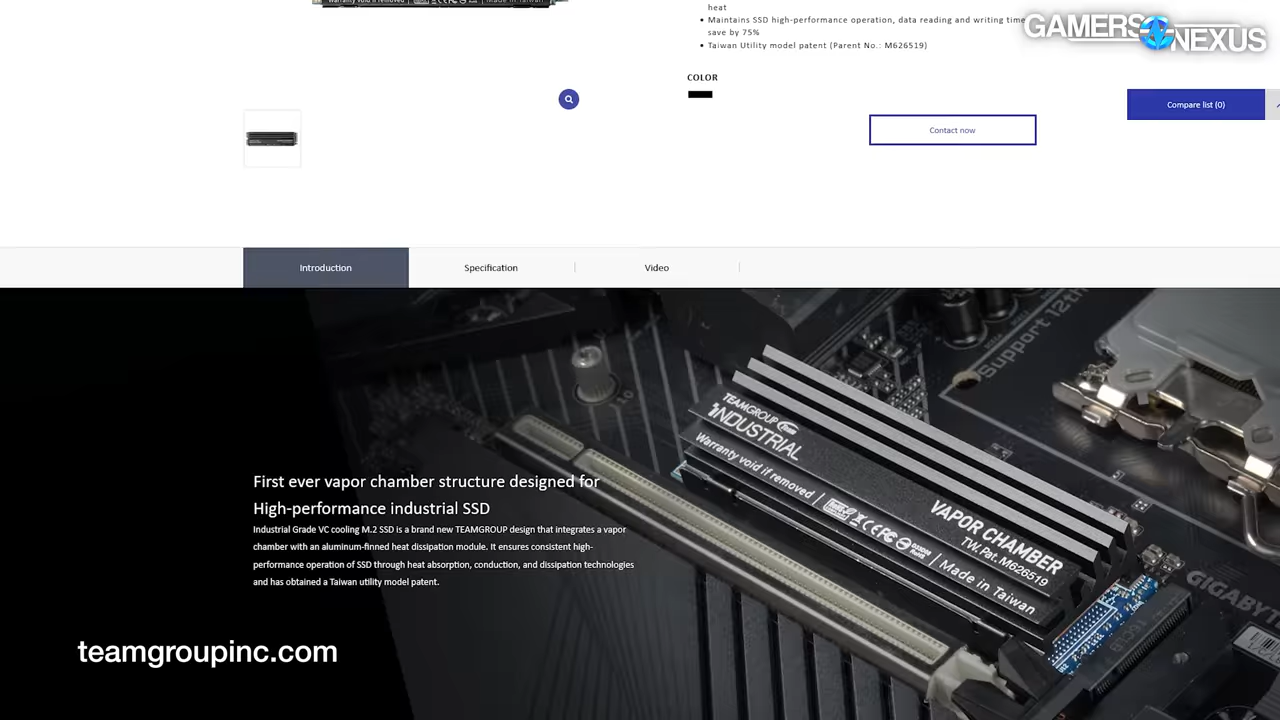 heat
Maintains SSD high-performance operation, data reading and writing time
save by 75%
Taiwan Utility model patent (Parent No.: M626519)
GAMERS NEXUS
COLOR
Compare list (0)
Contact now
Introduction
Specification
Video
Support 12th
TEAMGROUP
INDUSTRIAL
Warranty void if removed
Made in Taiwan
VAPOR CHAMBER
TW. Pat. M626519
GIGABYTE
First ever vapor chamber structure designed for
High-performance industrial SSD
Industrial Grade VC cooling M.2 SSD is a brand new TEAMGROUP design that integrates a vapor
chamber with an aluminum-finned heat dissipation module. It ensures consistent high-
performance operation of SSD through heat absorption, conduction, and dissipation technologies
and has obtained a Taiwan utility model patent.
teamgroupinc.com